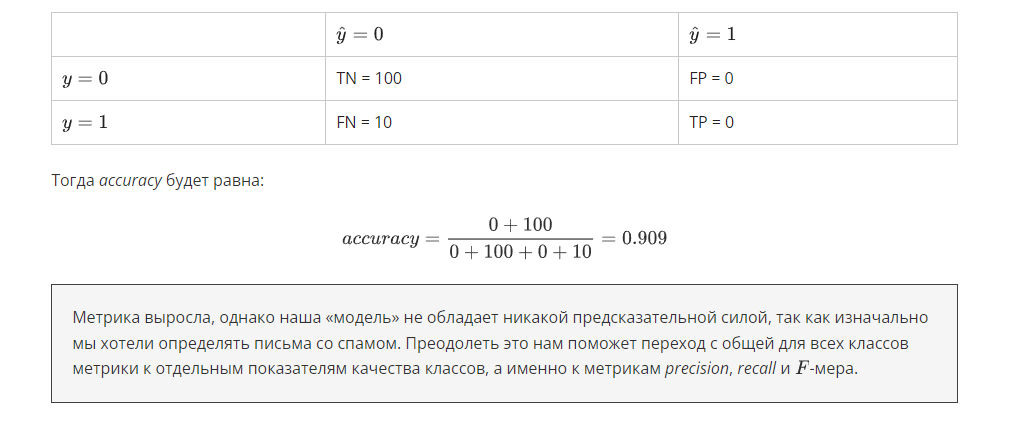 ŷ = 0 ŷ = 1
y = 0 TN = 100 FP = 0
y = 1 FN = 10 TP = 0
Тогда accuracy будет равна:
accuracy = (0 + 100) / (0 + 100 + 0 + 10) = 0.909
Метрика выросла, однако наша «модель» не обладает никакой предсказательной силой, так как изначально
мы хотели определять письма со спамом. Преодолеть это нам поможет переход с общей для всех классов
метрики к отдельным показателям качества классов, а именно к метрикам precision, recall и F-мера.